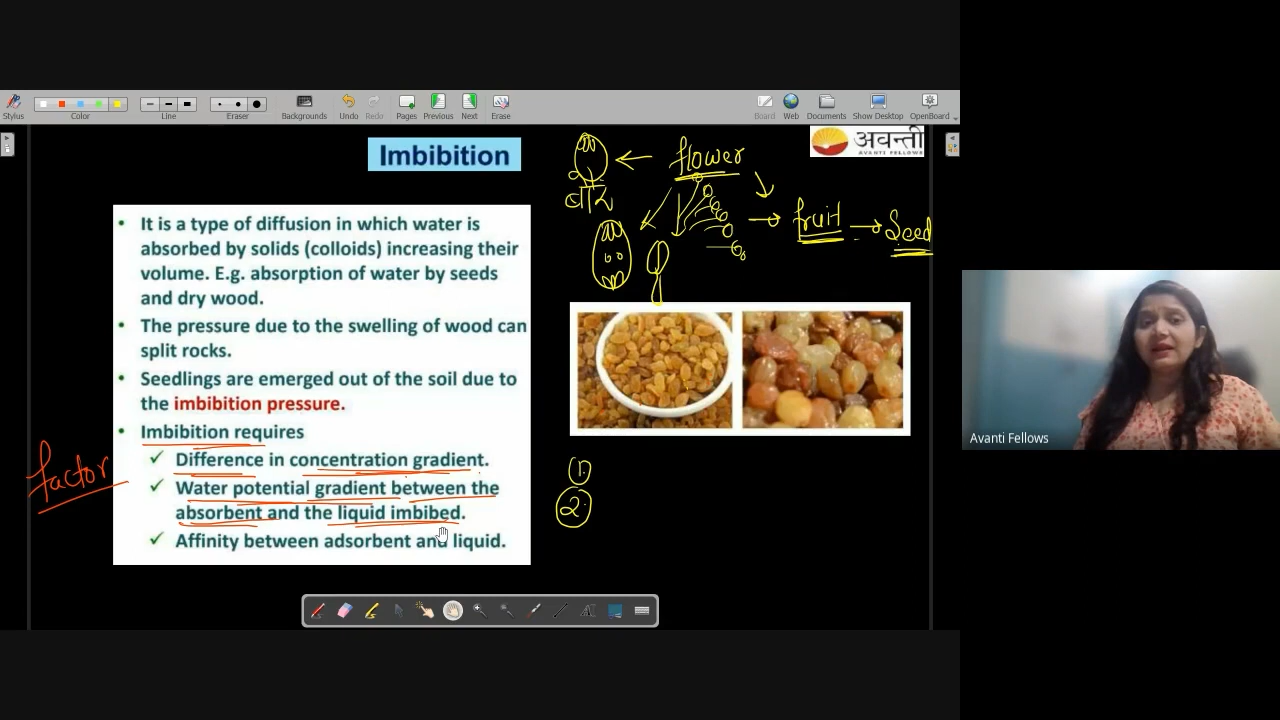 Stylus
Color
Line
Eraser
Backgrounds
Undo
Redo
Pages
Previous
Next
Erase
Board
Web
Documents
Show Desktop
OpenBoard
Imbibition
flower
अवन्ती
AVANTI FELLOWS
fruit
Seed
• It is a type of diffusion in which water is
absorbed by solids (colloids) increasing their
volume. E.g. absorption of water by seeds
and dry wood.
• The pressure due to the swelling of wood can
split rocks.
• Seedlings are emerged out of the soil due to
the imbibition pressure.
• Imbibition requires
✓ Difference in concentration gradient.
✓ Water potential gradient between the
absorbent and the liquid imbibed.
✓ Affinity between adsorbent and liquid.
factor
1
2
Avanti Fellows